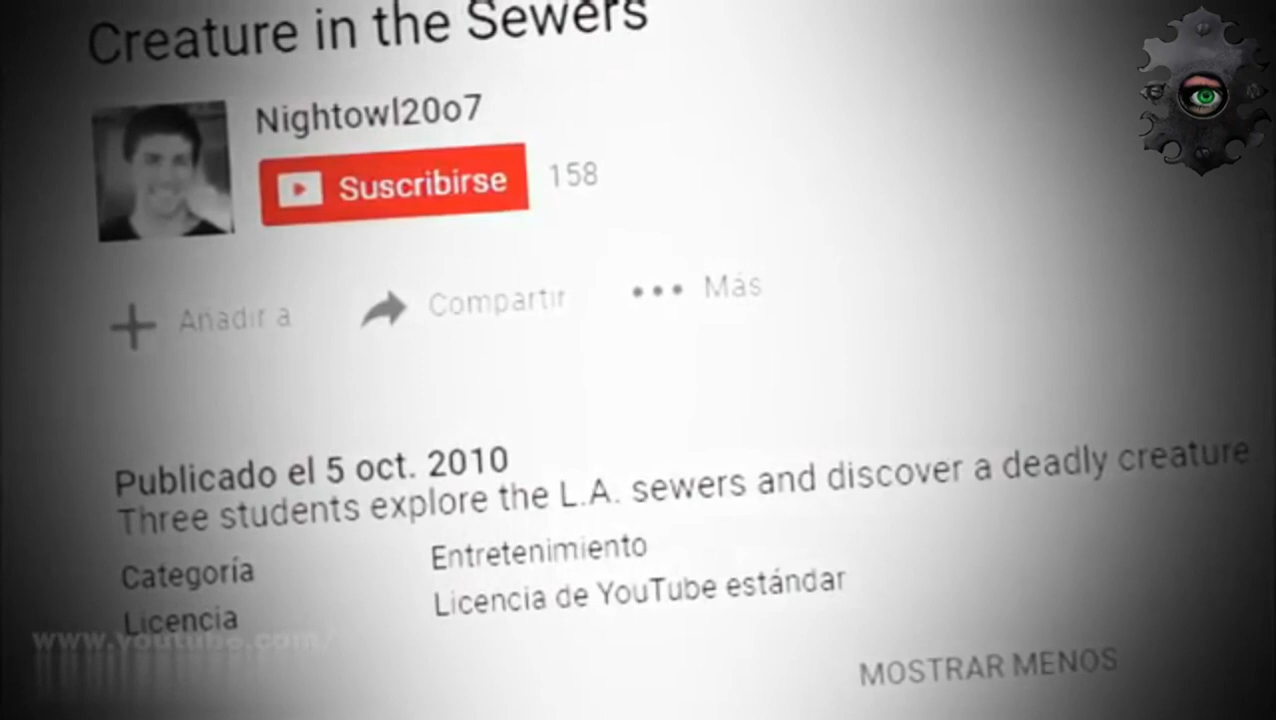 Creature in the Sewers
Nightowl20o7
Suscribirse 158
Añadir a Compartir Más
Publicado el 5 oct. 2010
Three students explore the L.A. sewers and discover a deadly creature
Categoría Entretenimiento
Licencia Licencia de YouTube estándar
www.youtube.com/
MOSTRAR MENOS